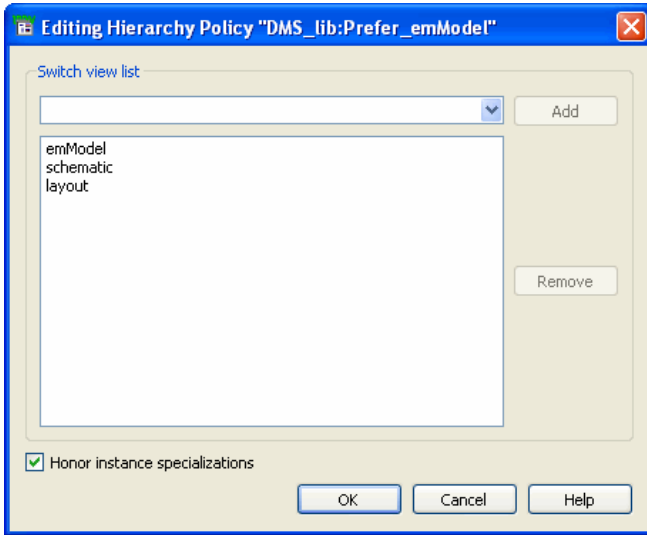 Editing Hierarchy Policy "DMS_lib:Prefer_emModel"
Switch view list
Add
emModel
schematic
layout
Remove
Honor instance specializations
OK Cancel Help